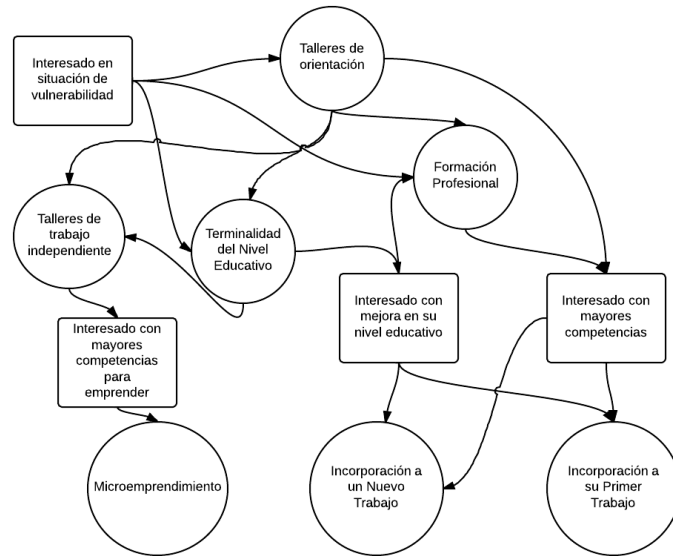 Interesado en
situación de
vulnerabilidad
Talleres de
orientación
Formación
Profesional
Talleres de
trabajo
independiente
Terminalidad
del Nivel
Educativo
Interesado con
mejora en su
nivel educativo
Interesado con
mayores
competencias
Interesado con
mayores
competencias
para
emprender
Microemprendimiento
Incorporación a
un Nuevo
Trabajo
Incorporación a
su Primer
Trabajo